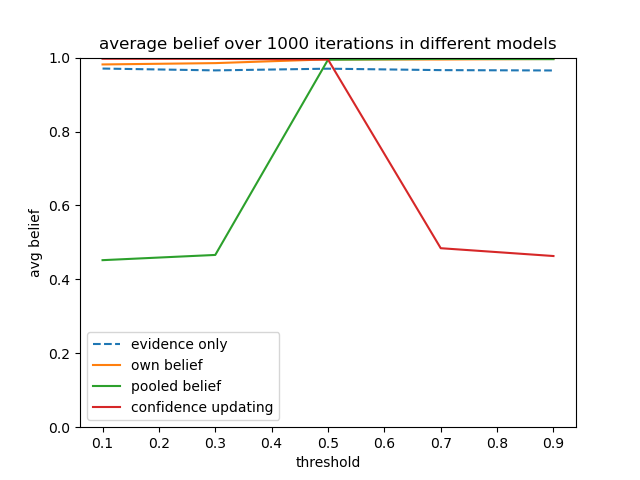 average belief over 1000 iterations in different models
1.0
0.8
0.6
0.4
0.2
0.0
avg belief
evidence only
own belief
pooled belief
confidence updating
0.1 0.2 0.3 0.4 0.5 0.6 0.7 0.8 0.9
threshold